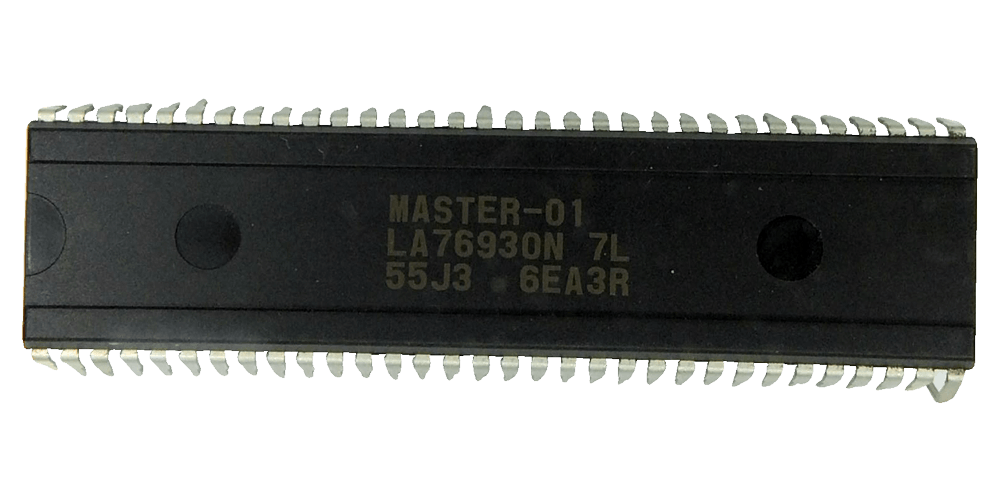 MASTER-01
LA76930N 7L
55J3 6EA3R